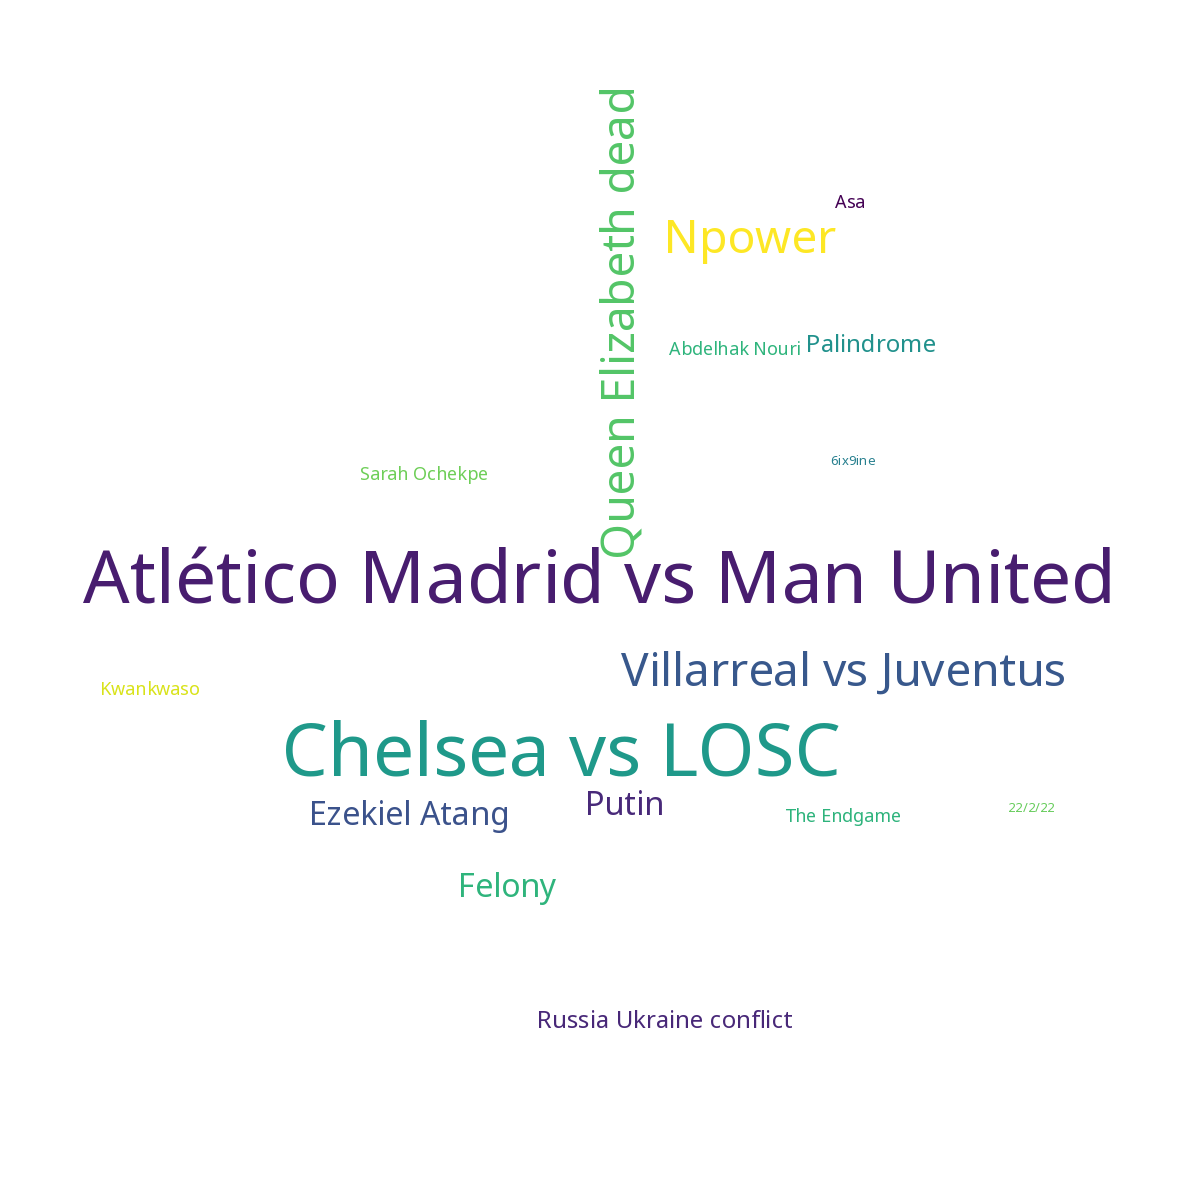 Queen Elizabeth dead
Asa
Npower
Abdelhak Nouri
Palindrome
6ix9ine
Sarah Ochekpe
Atlético Madrid vs Man United
Villarreal vs Juventus
Kwankwaso
Chelsea vs LOSC
Ezekiel Atang
Putin
The Endgame
22/2/22
Felony
Russia Ukraine conflict